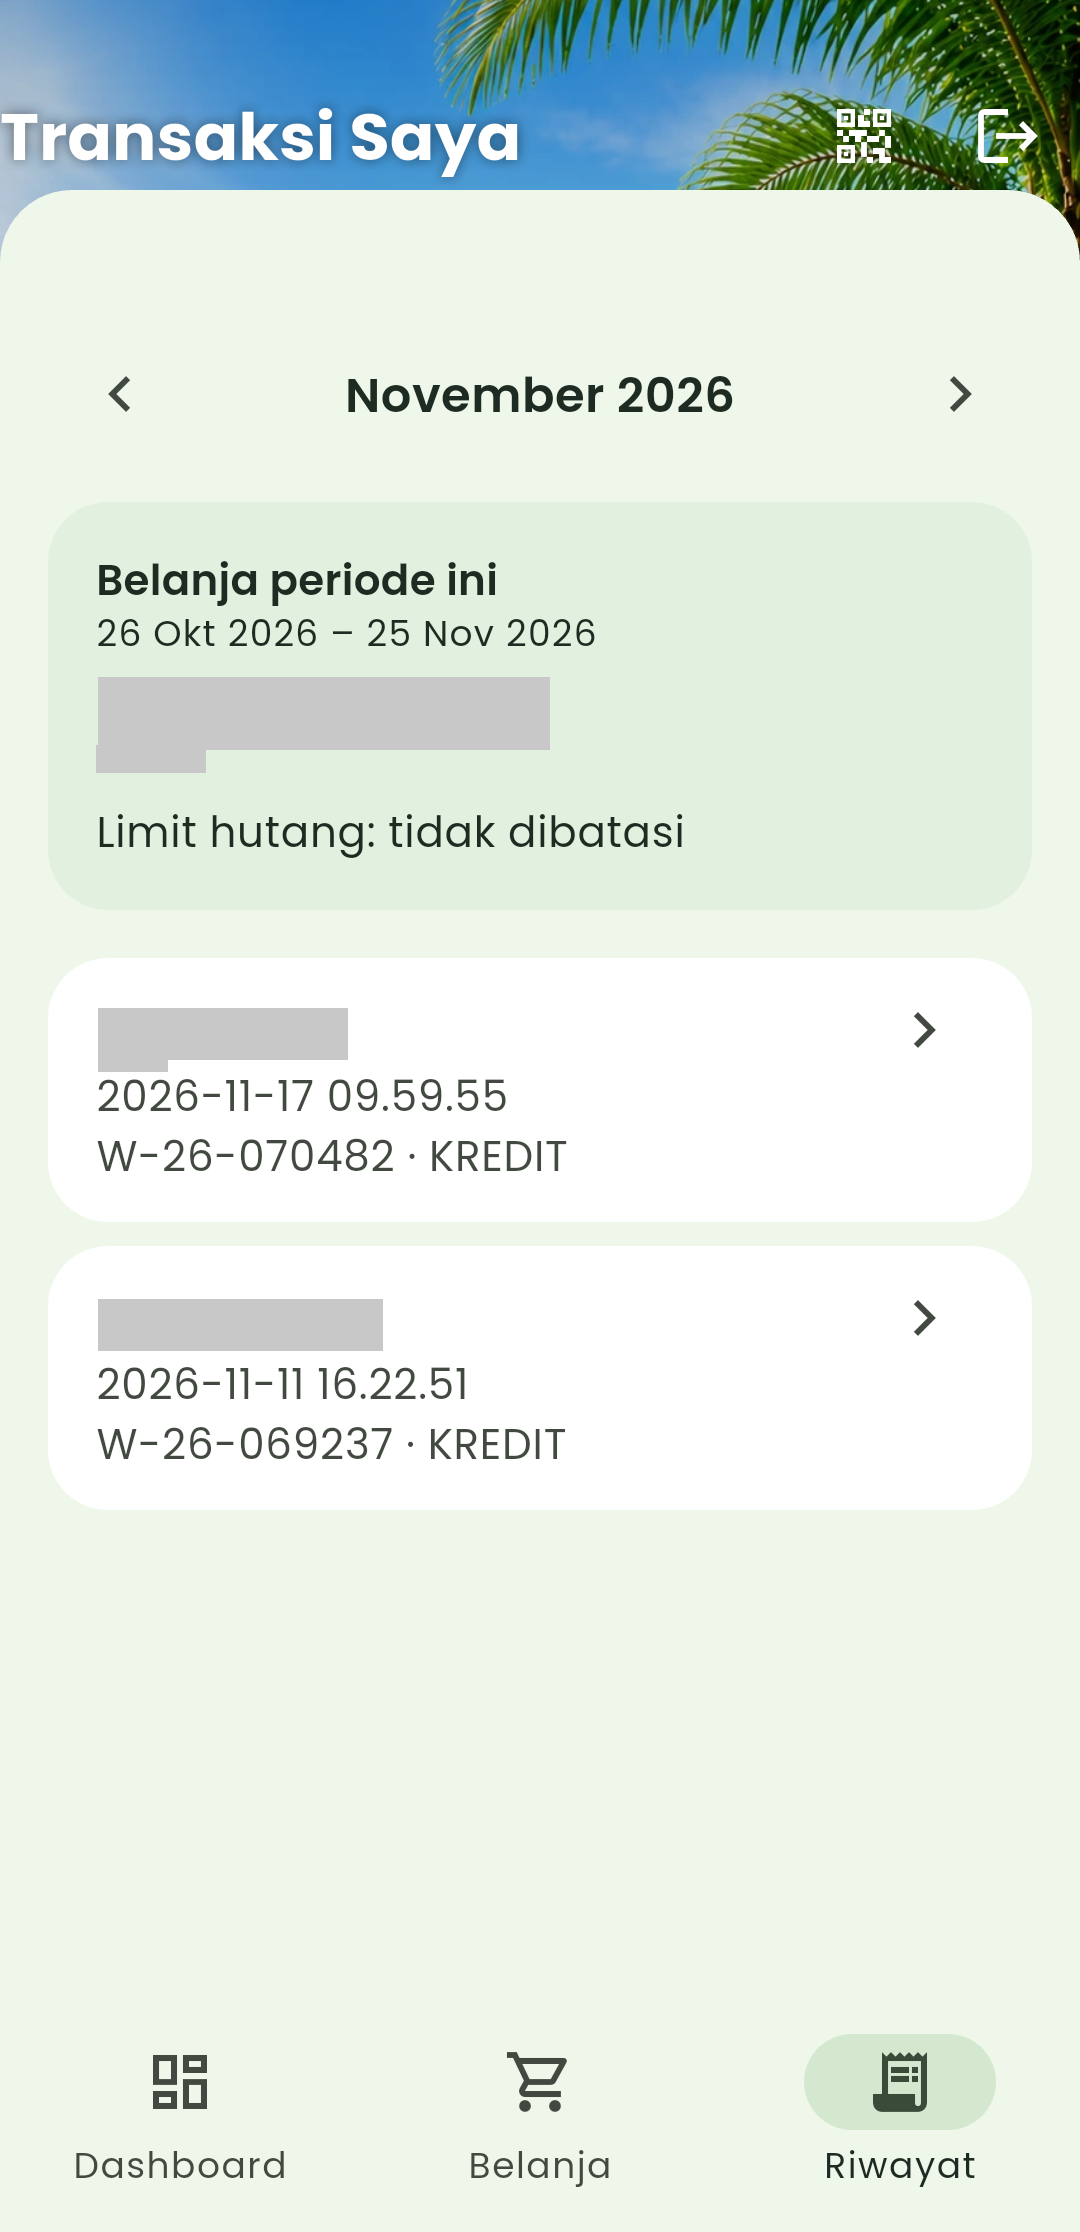 Transaksi Saya
November 2026
Belanja periode ini
26 Okt 2026 – 25 Nov 2026
Limit hutang: tidak dibatasi
2026-11-17 09.59.55
W-26-070482 · KREDIT
2026-11-11 16.22.51
W-26-069237 · KREDIT
Dashboard
Belanja
Riwayat